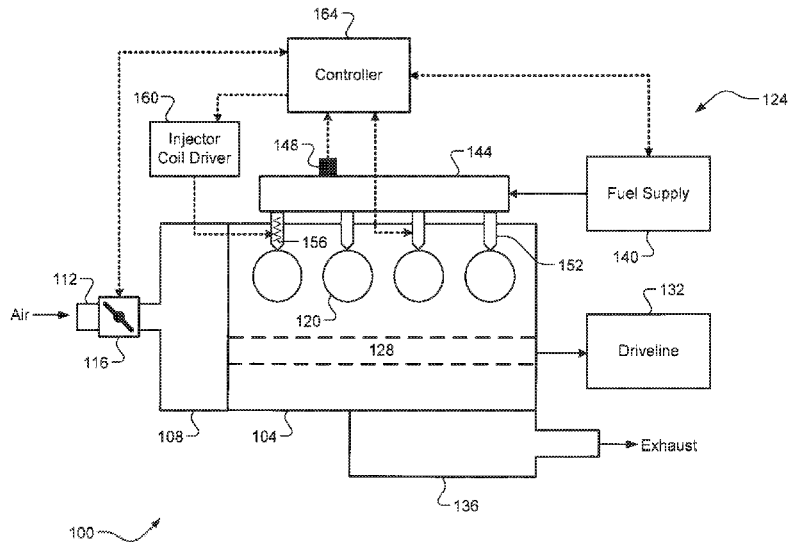 164
Controller
160
Injector
Coil Driver
148
144
124
Fuel Supply
140
156
152
112
Air
116
120
132
128
Driveline
108
104
Exhaust
136
100